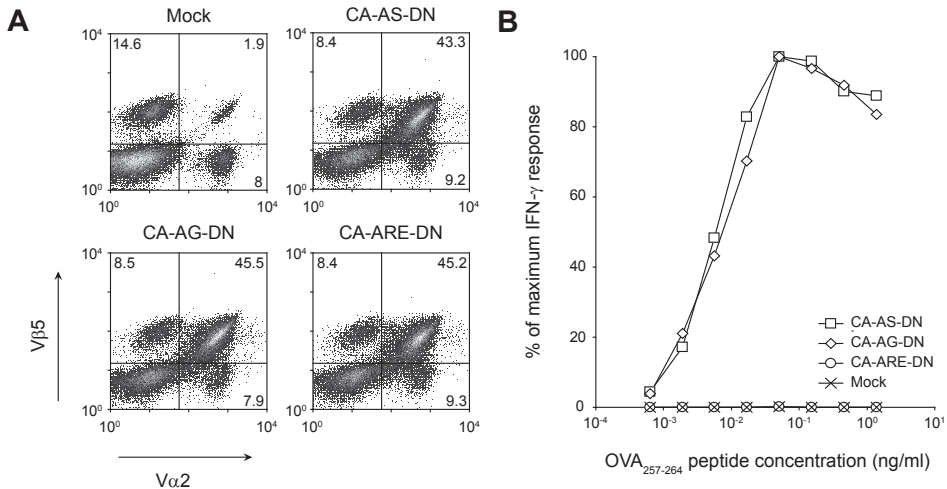 A
Mock
CA-AS-DN
10⁴
14.6
1.9
10⁰
8
10⁰
10⁴
10⁴
8.4
43.3
10⁰
9.2
10⁰
10⁴
CA-AG-DN
CA-ARE-DN
10⁴
8.5
45.5
10⁰
7.9
10⁰
10⁴
10⁴
8.4
45.2
10⁰
9.3
10⁰
10⁴
Vβ5
Vα2
B
% of maximum IFN-γ response
100
80
60
40
20
0
CA-AS-DN
CA-AG-DN
CA-ARE-DN
Mock
10⁻⁴
10⁻³
10⁻²
10⁻¹
10⁰
10¹
OVA₂₅₇₋₂₆₄ peptide concentration (ng/ml)